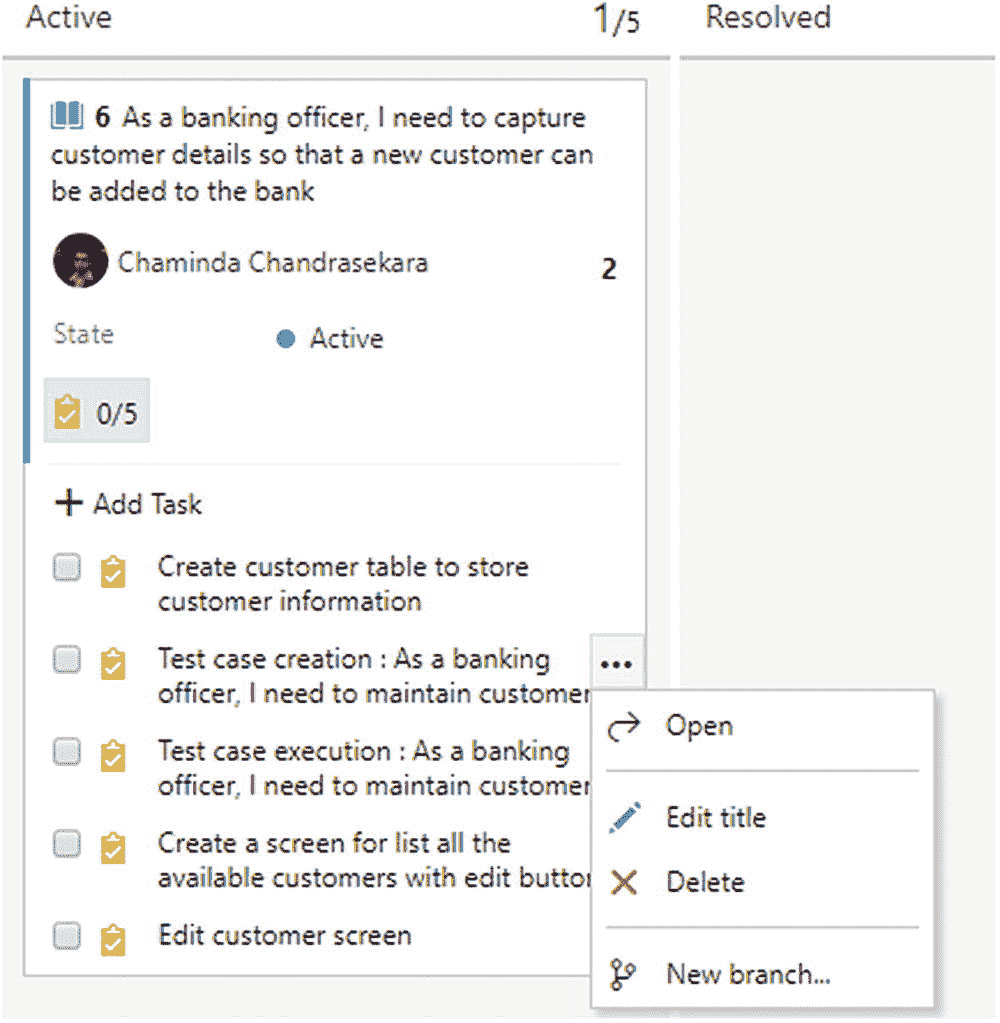 Active 1/5 Resolved
6 As a banking officer, I need to capture
customer details so that a new customer can
be added to the bank
Chaminda Chandrasekara 2
State Active
0/5
+ Add Task
Create customer table to store
customer information
Test case creation : As a banking
officer, I need to maintain customer
Test case execution : As a banking
officer, I need to maintain customer
Create a screen for list all the
available customers with edit
Edit customer screen
Open
Edit title
Delete
New branch...